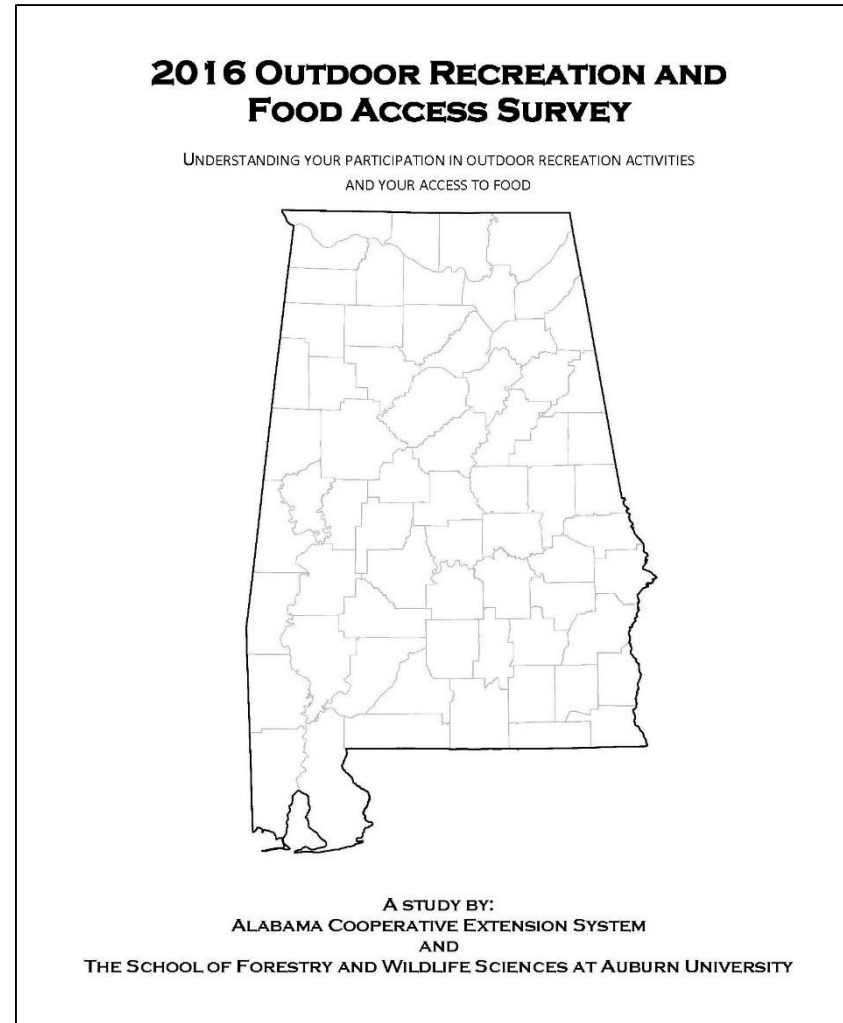 2016 OUTDOOR RECREATION AND
FOOD ACCESS SURVEY
UNDERSTANDING YOUR PARTICIPATION IN OUTDOOR RECREATION ACTIVITIES
AND YOUR ACCESS TO FOOD
A STUDY BY:
ALABAMA COOPERATIVE EXTENSION SYSTEM
AND
THE SCHOOL OF FORESTRY AND WILDLIFE SCIENCES AT AUBURN UNIVERSITY